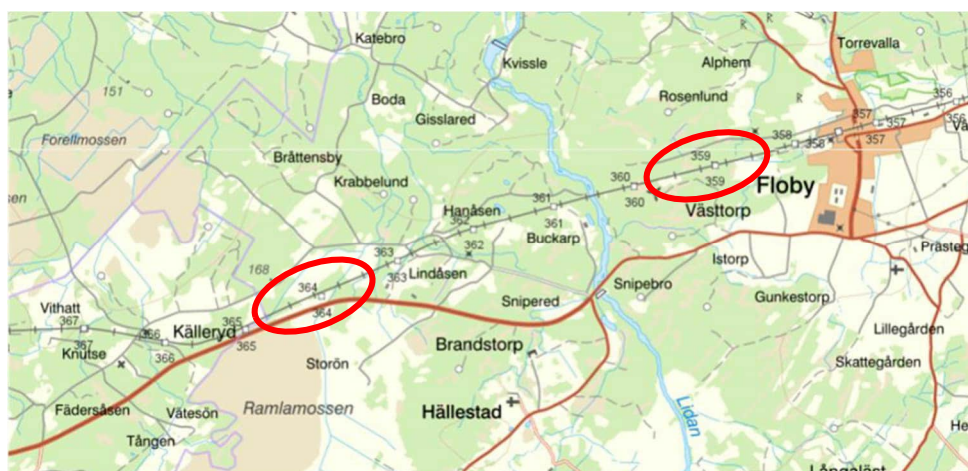 Katebro
Torrevalla
Kvissle
Alphem
151
Boda
Rosenlund
356
Gisslared
357
356
Forellmossen
358
357
357
358
Bråttensby
359
Krabbelund
360
359
Floby
360
Hanåsen
361
Västtorp
362
361
Buckarp
362
Prästeg
363
168
363
Lindåsen
Istorp
364
Snipebro
Gunkestorp
Vithatt
364
Snipered
367
365
366
Källeryd
365
Lillegården
367
366
Knutse
Storön
Brandstorp
Skattegården
Fädersåsen
Vätesön
Ramlamossen
Hällestad
Lidan
He
Tången